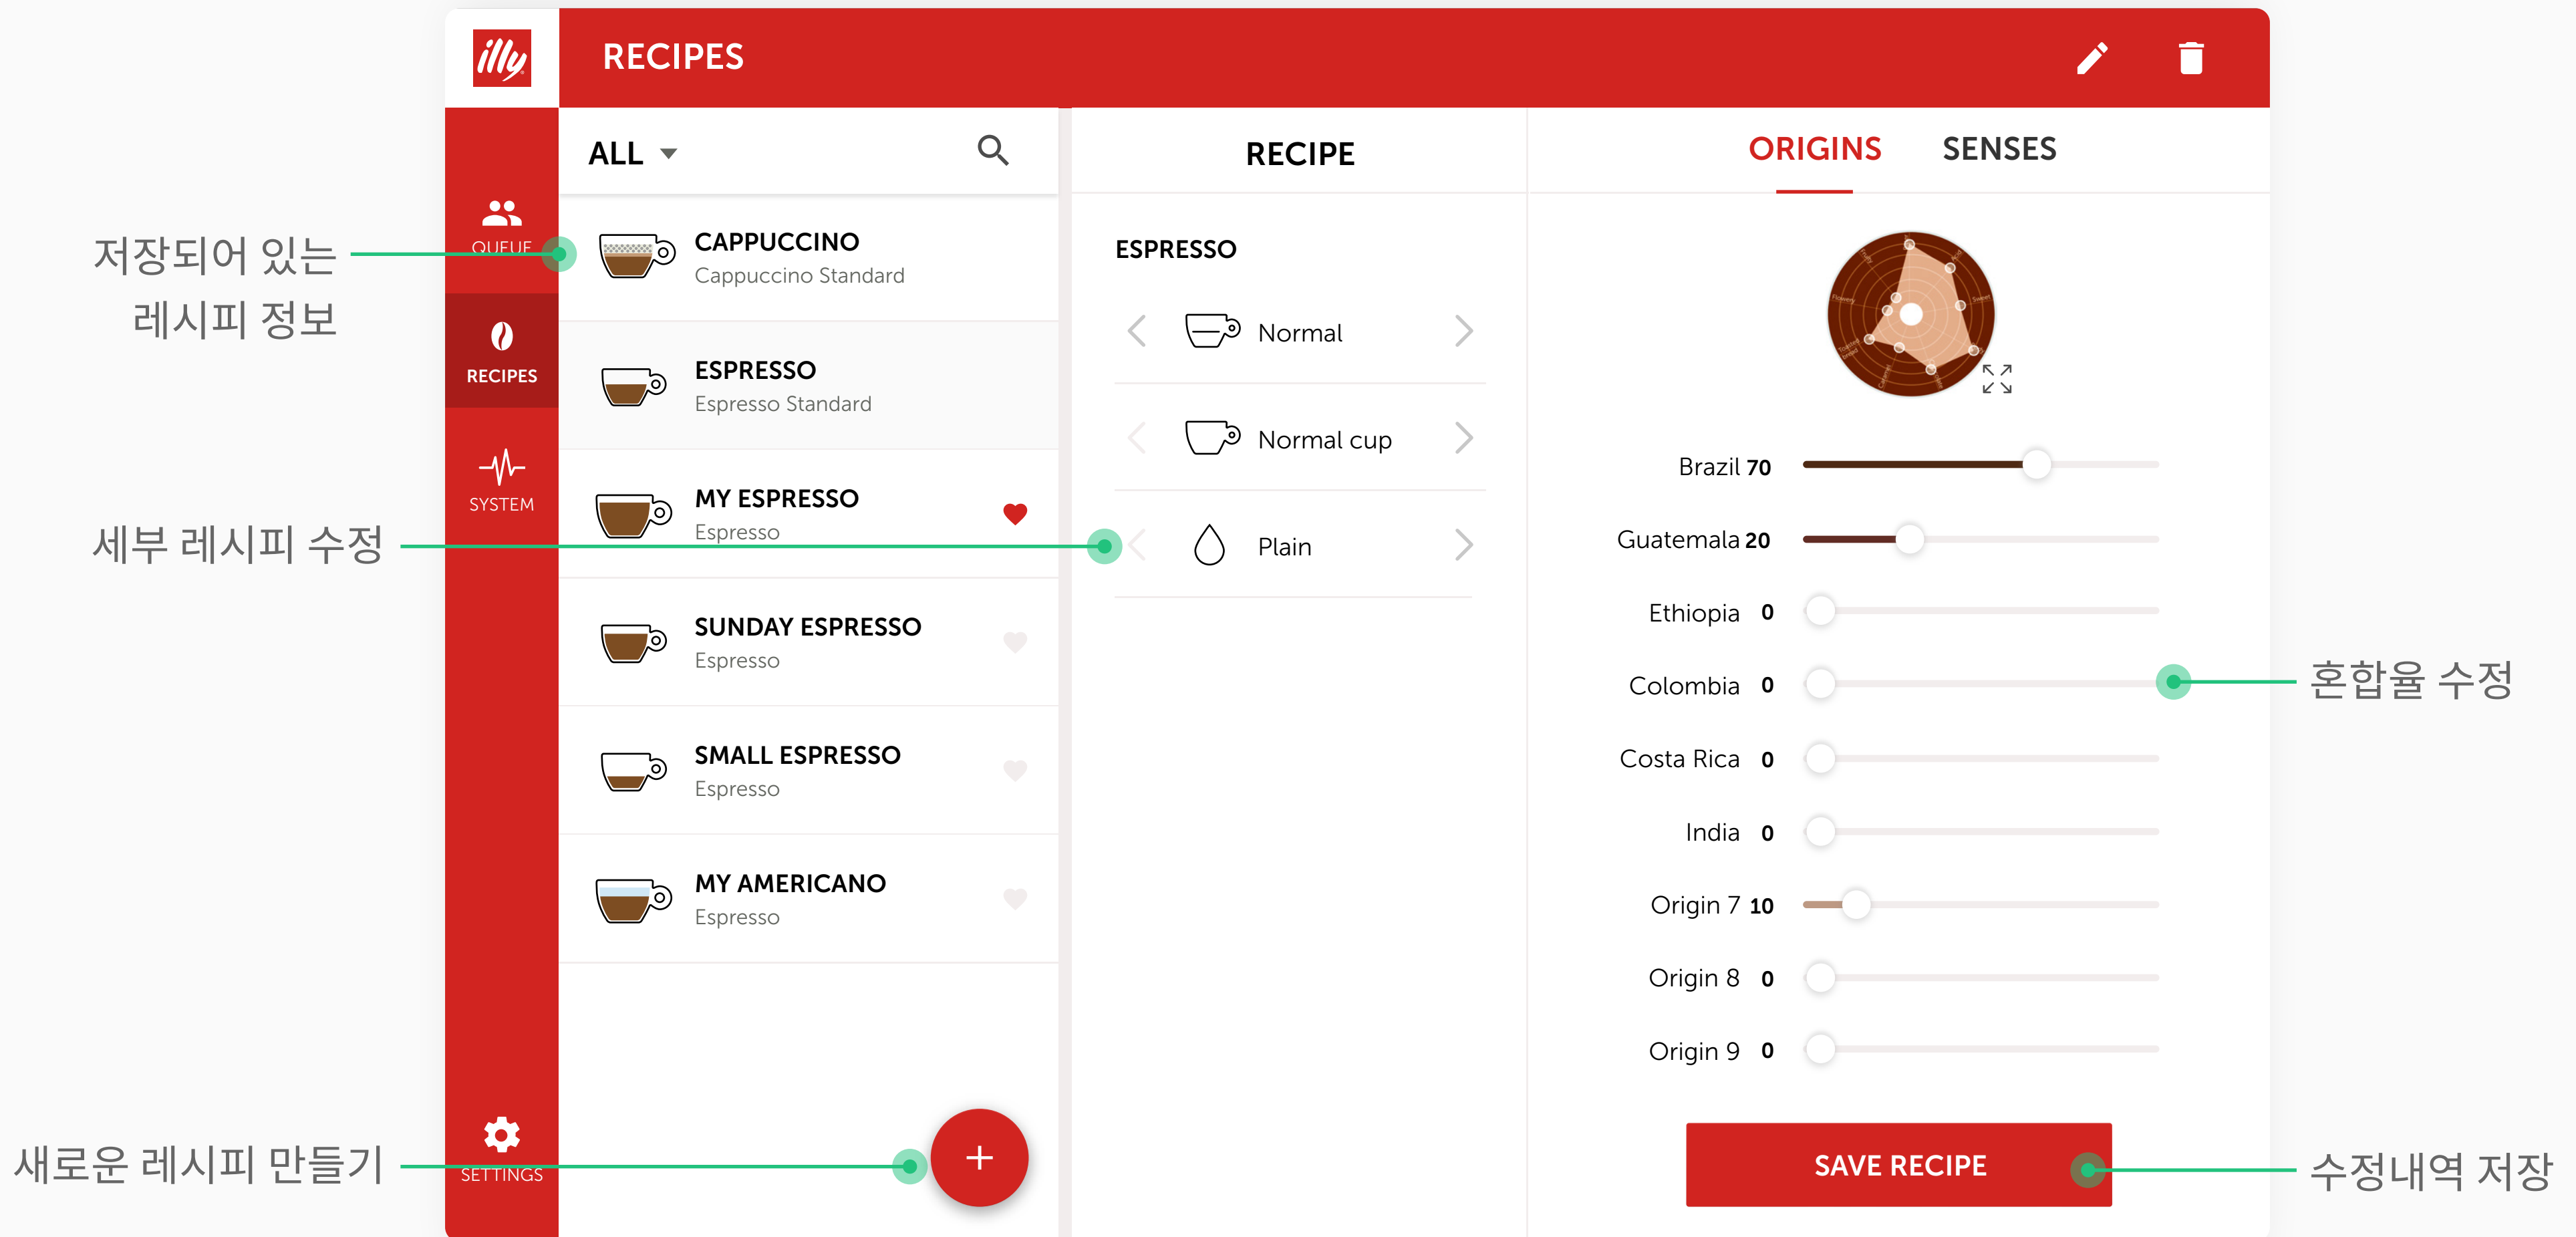 illy
RECIPES
ALL
RECIPE
ORIGINS
SENSES
QUEUE
RECIPES
SYSTEM
SETTINGS
저장되어 있는
레시피 정보
세부 레시피 수정
새로운 레시피 만들기
CAPPUCCINO
Cappuccino Standard
ESPRESSO
Espresso Standard
MY ESPRESSO
Espresso
SUNDAY ESPRESSO
Espresso
SMALL ESPRESSO
Espresso
MY AMERICANO
Espresso
+
ESPRESSO
Normal
Normal cup
Plain
Flowery
Sweet
Toasted
bread
Caramel
Brazil 70
Guatemala 20
Ethiopia 0
Colombia 0
Costa Rica 0
India 0
Origin 7 10
Origin 8 0
Origin 9 0
SAVE RECIPE
혼합율 수정
수정내역 저장